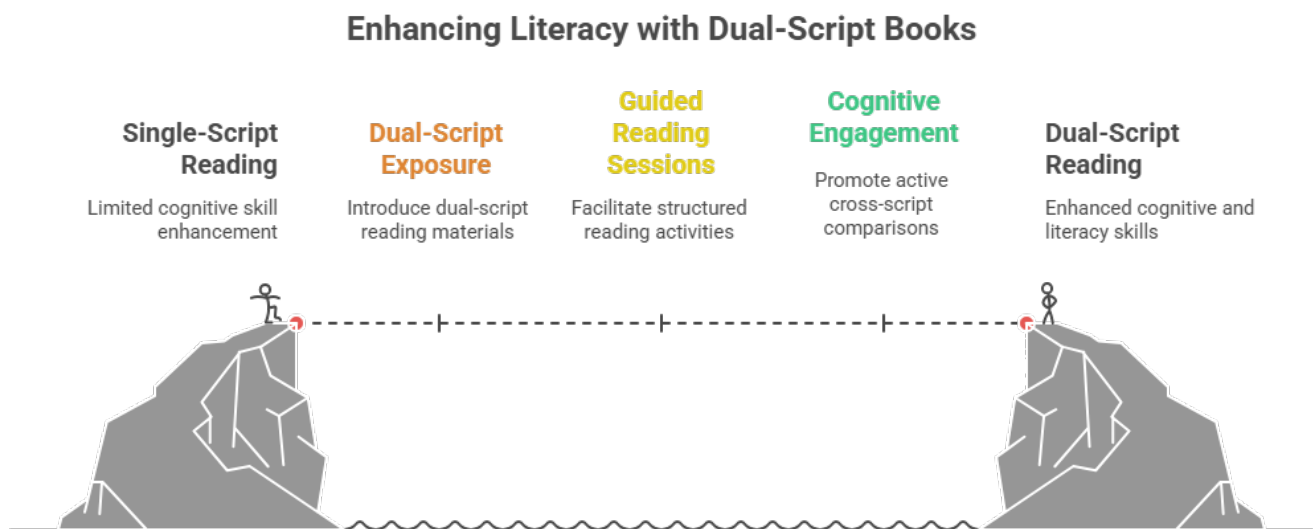 Enhancing Literacy with Dual-Script Books
Single-Script
Reading
Limited cognitive skill
enhancement
Dual-Script
Exposure
Introduce dual-script
reading materials
Guided
Reading
Sessions
Facilitate structured
reading activities
Cognitive
Engagement
Promote active
cross-script
comparisons
Dual-Script
Reading
Enhanced cognitive and
literacy skills